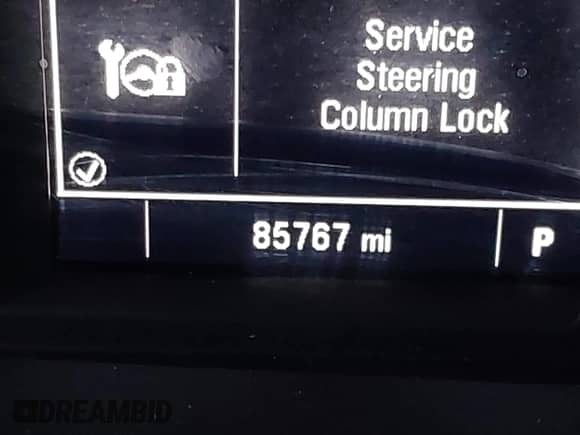 Service
Steering
Column Lock
85767 mi
P
DREAMBID